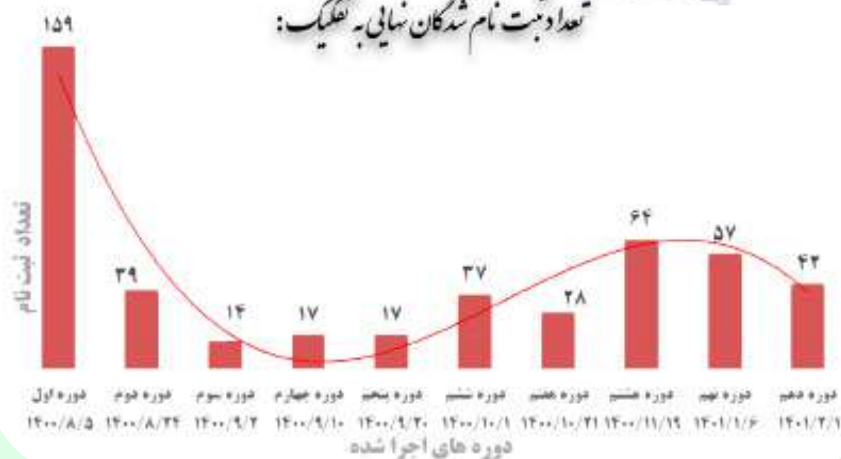 تعداد ثبت نام شدگان نهایی به تفکیک :
۱۵۹
۳۹
۱۴
۱۷
۱۷
۳۷
۲۸
۶۴
۵۷
۴۲
تعداد ثبت نام
دوره اول دوره دوم دوره سوم دوره چهارم دوره پنجم دوره ششم دوره هفتم دوره هشتم دوره نهم دوره دهم
۱۴۰۰/۸/۵ ۱۴۰۰/۸/۲۴ ۱۴۰۰/۹/۲ ۱۴۰۰/۹/۱۰ ۱۴۰۰/۹/۲۰ ۱۴۰۰/۱۰/۱ ۱۴۰۰/۱۰/۲۱ ۱۴۰۰/۱۱/۱۹ ۱۴۰۱/۱/۶ ۱۴۰۱/۲/۱
دوره های اجرا شده